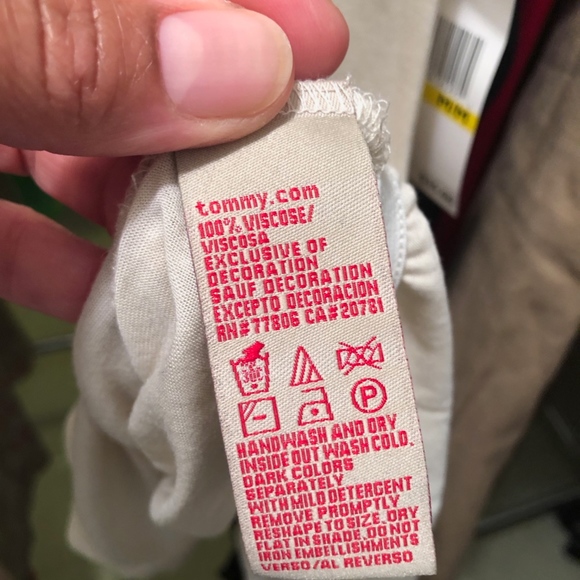 tommy.com
100% VISCOSE/
VISCOSA
EXCLUSIVE OF
DECORATION
SAUF DECORATION
EXCEPTO DECORACION
RN#77806 CA#20781
P
HANDWASH AND DRY
INSIDE OUT WASH COLD.
DARK COLORS
SEPARATELY
WITH MILD DETERGENT
REMOVE PROMPTLY
RESHAPE TO SIZE. DRY
FLAT IN SHADE. DO NOT
IRON EMBELLISHMENTS
VERSO/AL REVERSO